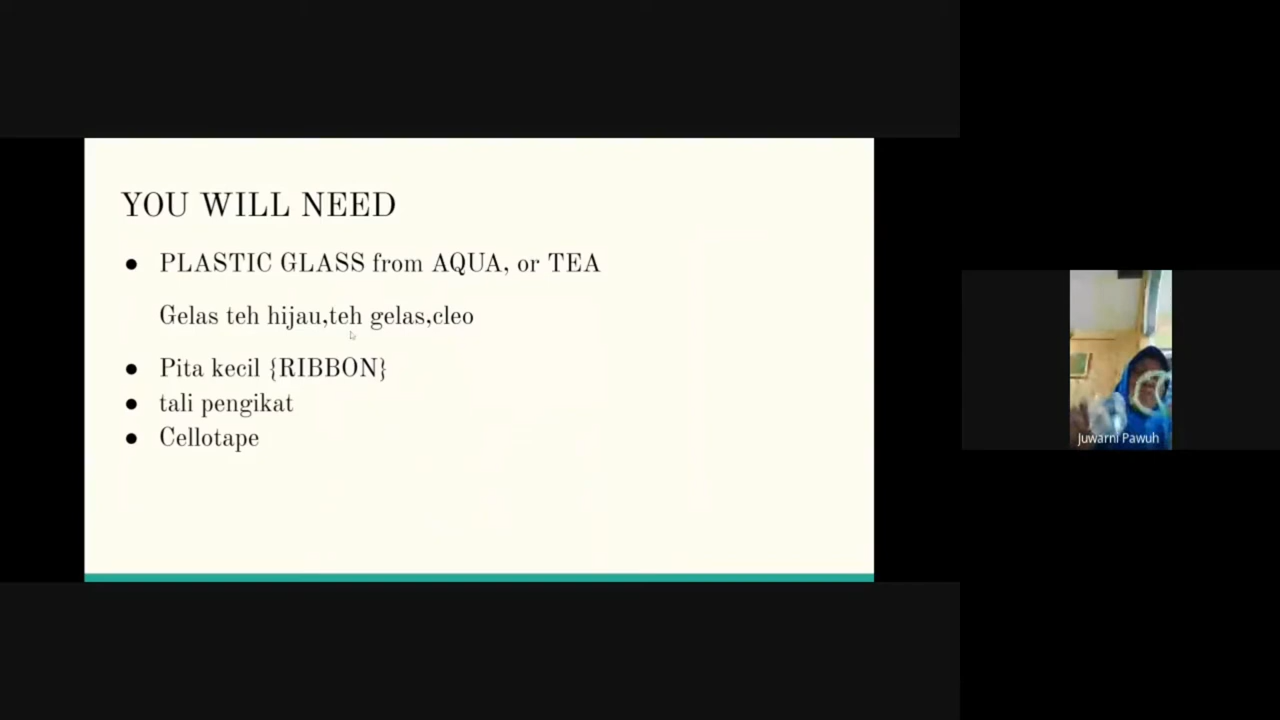 YOU WILL NEED
● PLASTIC GLASS from AQUA, or TEA
Gelas teh hijau,teh gelas,cleo
● Pita kecil {RIBBON}
● tali pengikat
● Cellotape
Juwarni Pawuh